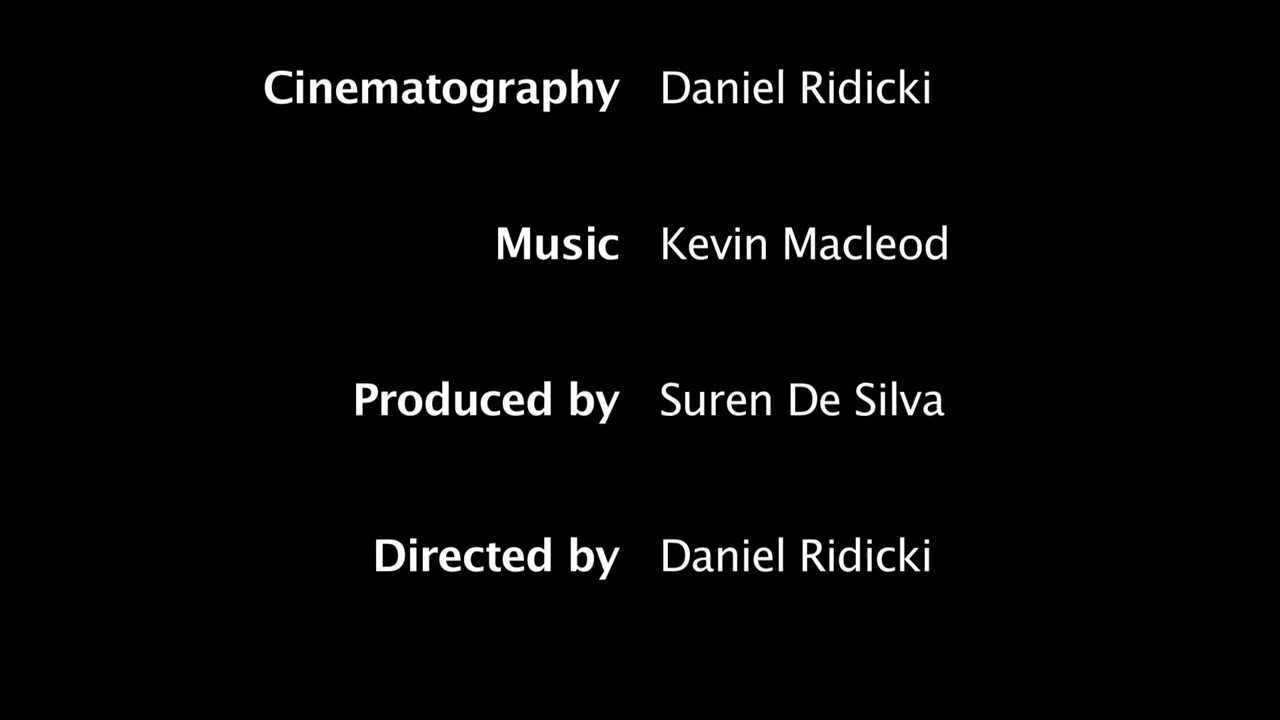 Cinematography Daniel Ridicki
Music Kevin Macleod
Produced by Suren De Silva
Directed by Daniel Ridicki